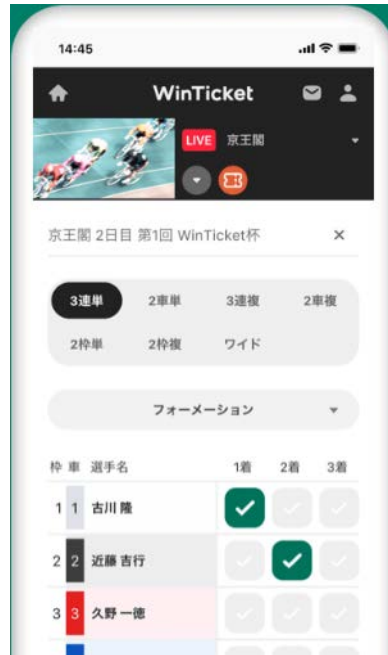 14:45
WinTicket
LIVE 京王閣
京王閣 2日目 第1回 WinTicket杯 ×
3連単 2車単 3連複 2車複
2枠単 2枠複 ワイド
フォーメーション
枠 車 選手名 1着 2着 3着
1 1 古川 隆
2 2 近藤 吉行
3 3 久野 一徳